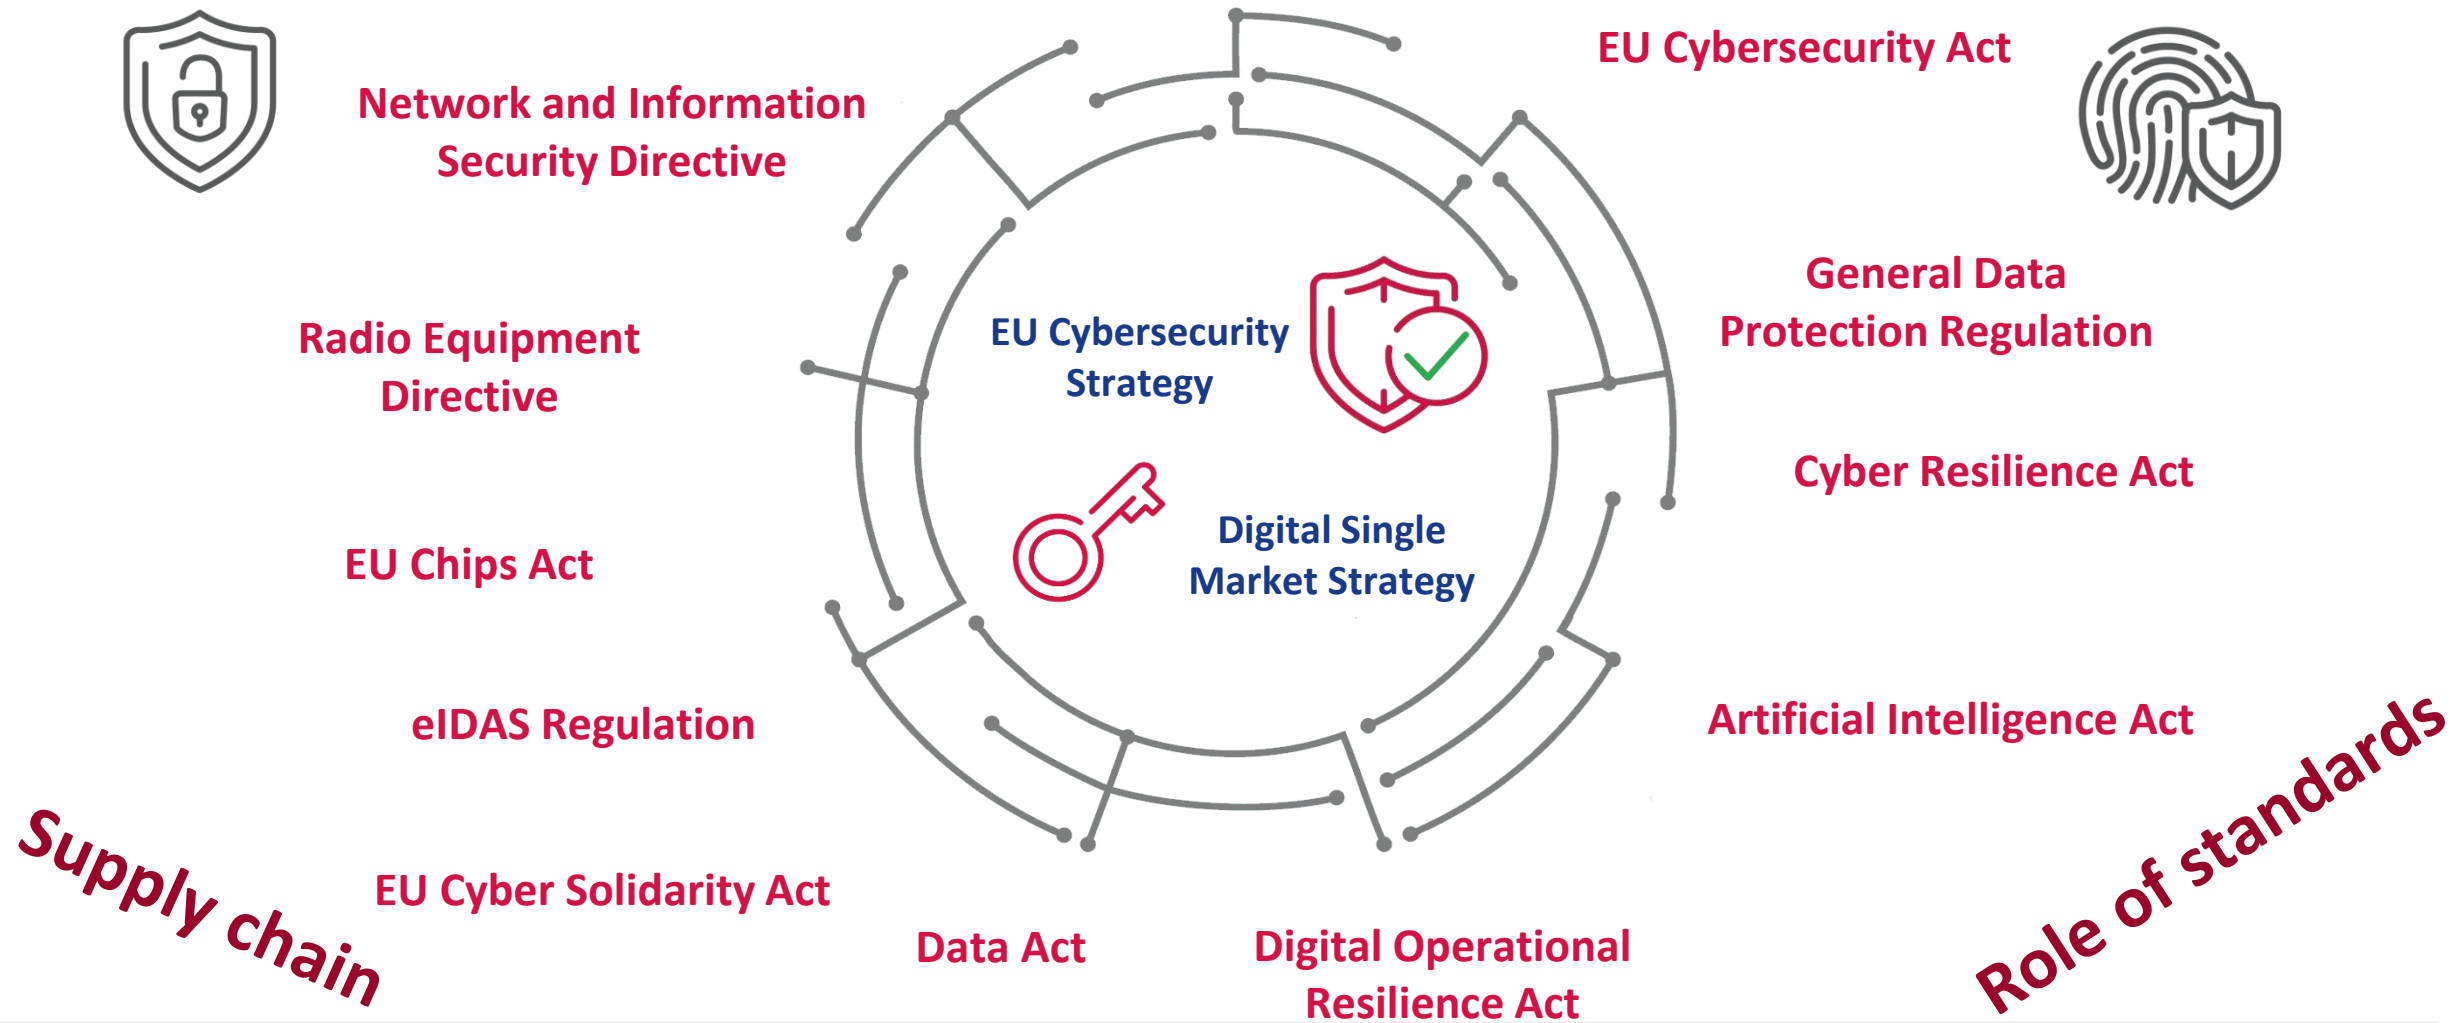 EU Cybersecurity Act
Network and Information
Security Directive
General Data
Protection Regulation
Radio Equipment
Directive
EU Cybersecurity
Strategy
Cyber Resilience Act
Digital Single
Market Strategy
EU Chips Act
Artificial Intelligence Act
eIDAS Regulation
Supply chain
Role of standards
EU Cyber Solidarity Act
Data Act
Digital Operational
Resilience Act